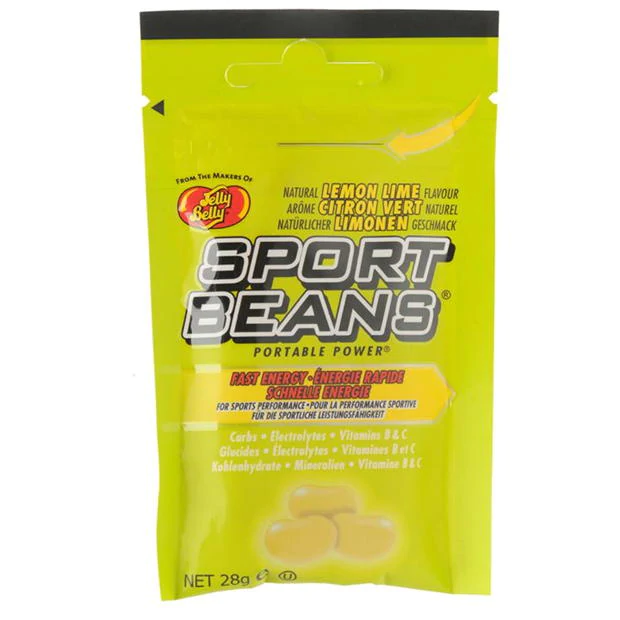 FROM THE MAKERS OF
Jelly
Belly
NATURAL LEMON LIME FLAVOUR
ARÔME CITRON VERT NATUREL
NATÜRLICHER LIMONEN GESCHMACK
SPORT
BEANS®
PORTABLE POWER®
FAST ENERGY • ÉNERGIE RAPIDE
SCHNELLE ENERGIE
FOR SPORTS PERFORMANCE • POUR LA PERFORMANCE SPORTIVE
FÜR DIE SPORTLICHE LEISTUNGSFÄHIGKEIT
Carbs • Electrolytes • Vitamins B & C
Glucides • Électrolytes • Vitamines B et C
Kohlenhydrate • Mineralien • Vitamine B & C
NET 28g ℮ U